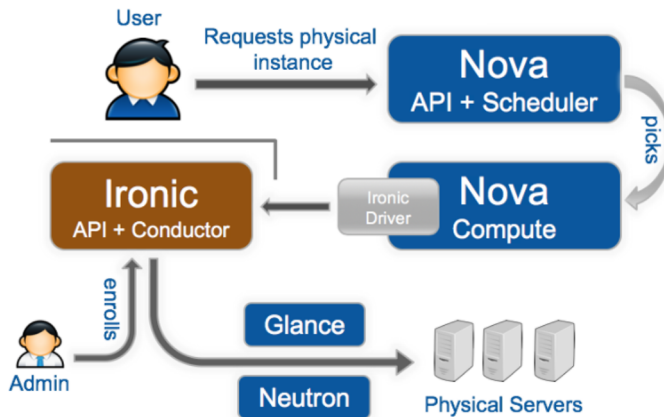 User
Requests physical
instance
Nova
API + Scheduler
picks
Ironic
API + Conductor
Ironic
Driver
Nova
Compute
enrolls
Admin
Glance
Neutron
Physical Servers